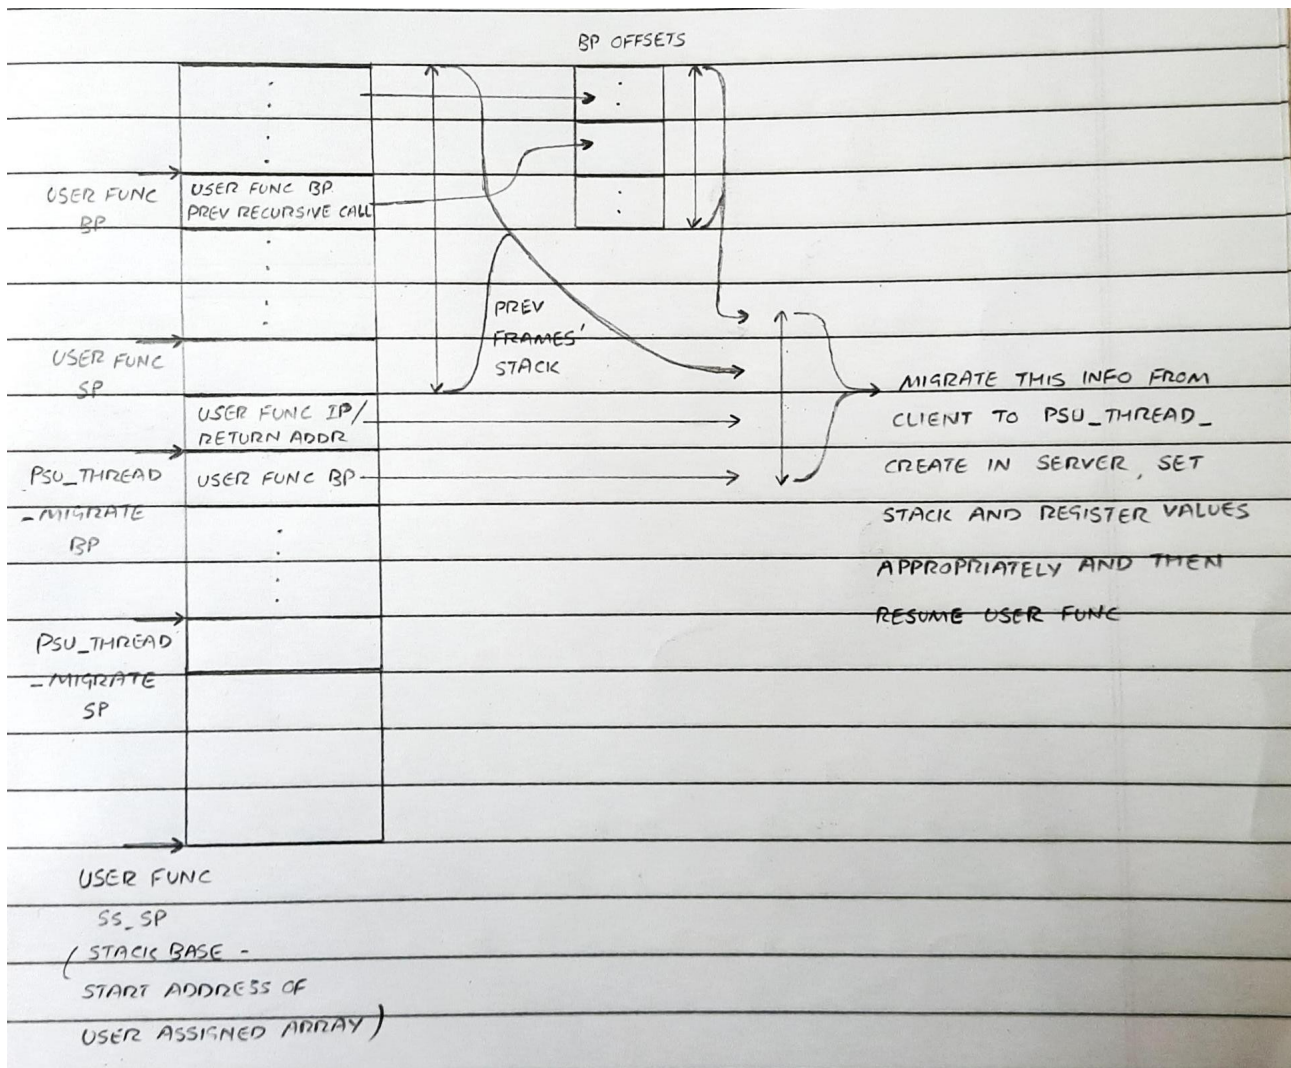 BP OFFSETS
USER FUNC
BP
USER FUNC BP
PREV RECURSIVE CALL
USER FUNC
SP
PREV
FRAMES'
STACK
USER FUNC IP/
RETURN ADDR
PSU_THREAD
_MIGRATE
BP
USER FUNC BP
MIGRATE THIS INFO FROM
CLIENT TO PSU_THREAD_
CREATE IN SERVER, SET
STACK AND REGISTER VALUES
APPROPRIATELY AND THEN
RESUME USER FUNC
PSU_THREAD
_MIGRATE
SP
USER FUNC
SS_SP
(STACK BASE -
START ADDRESS OF
USER ASSIGNED ARRAY)